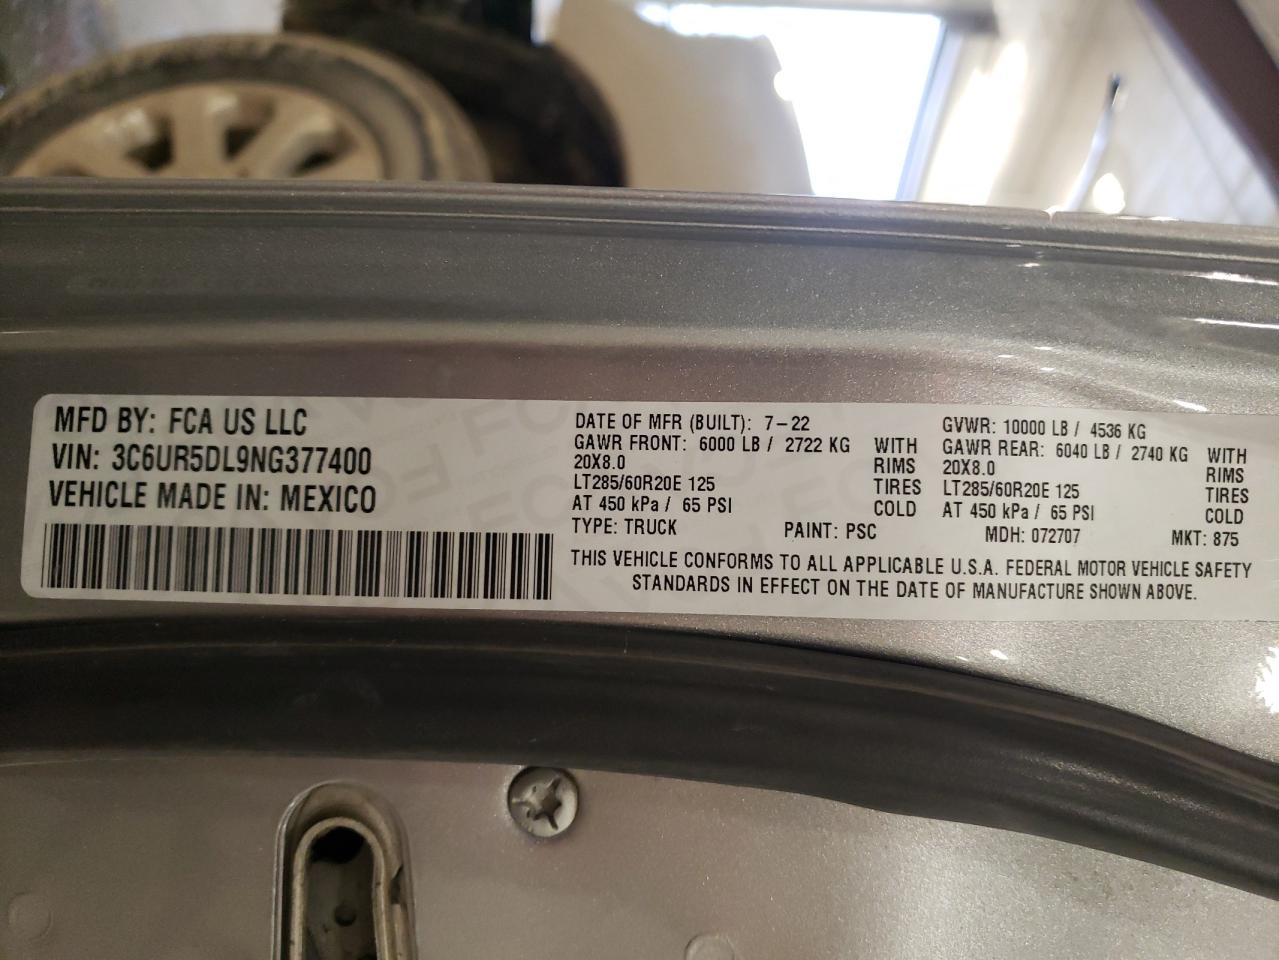 MFD BY: FCA US LLC
VIN: 3C6UR5DL9NG377400
VEHICLE MADE IN: MEXICO
DATE OF MFR (BUILT): 7-22
GAWR FRONT: 6000 LB / 2722 KG WITH
20X8.0 RIMS
LT285/60R20E 125 TIRES
AT 450 kPa / 65 PSI COLD
TYPE: TRUCK PAINT: PSC
GVWR: 10000 LB / 4536 KG
GAWR REAR: 6040 LB / 2740 KG WITH
20X8.0 RIMS
LT285/60R20E 125 TIRES
AT 450 kPa / 65 PSI COLD
MDH: 072707 MKT: 875
THIS VEHICLE CONFORMS TO ALL APPLICABLE U.S.A. FEDERAL MOTOR VEHICLE SAFETY
STANDARDS IN EFFECT ON THE DATE OF MANUFACTURE SHOWN ABOVE.